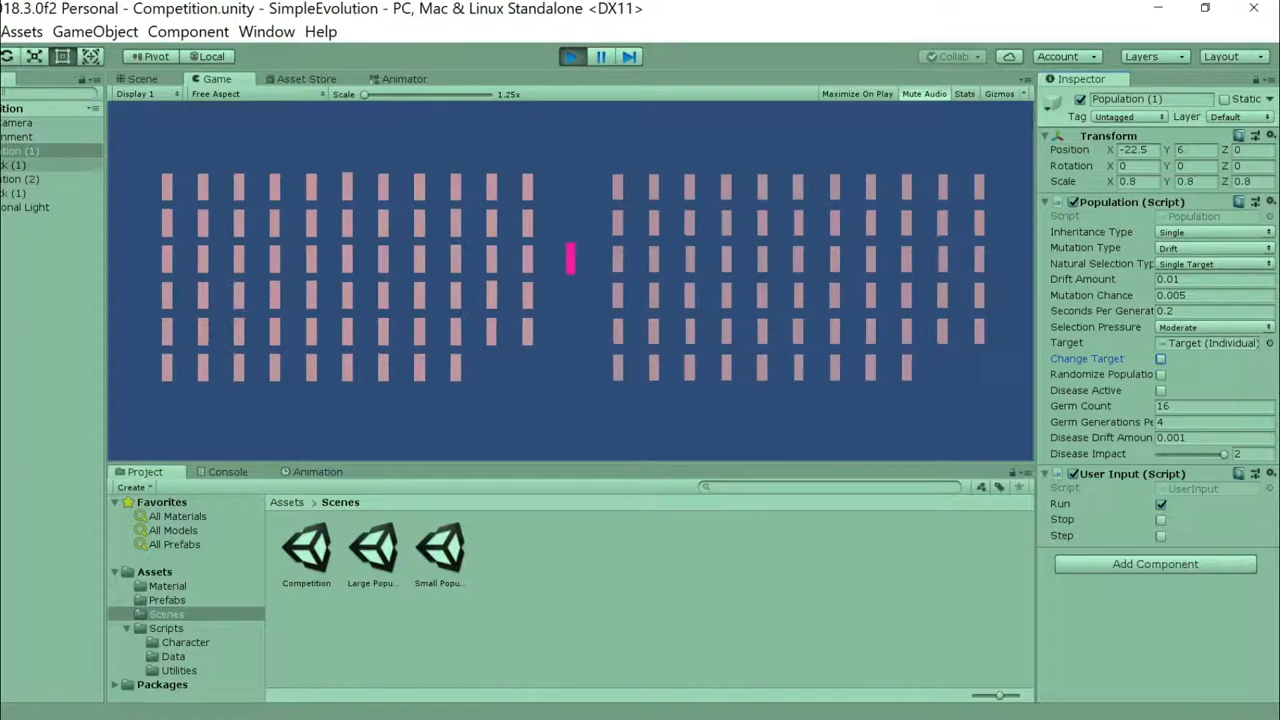 018.3.0f2 Personal - Competition.unity - SimpleEvolution - PC, Mac & Linux Standalone <DX11>
Assets GameObject Component Window Help
Pivot Local Collab Account Layers Layout
Scene Game Asset Store Animator Inspector
Display 1 Free Aspect Scale 1.25x Maximize On Play Mute Audio Stats Gizmos
Population (1) Static
Tag Untagged Layer Default
Transform
Position X -22.5 Y 6 Z 0
Rotation X 0 Y 0 Z 0
Scale X 0.8 Y 0.8 Z 0.8
Population (Script)
Script Population
Inheritance Type Single
Mutation Type Drift
Natural Selection Typ Single Target
Drift Amount 0.01
Mutation Chance 0.005
Seconds Per Generat 0.2
Selection Pressure Moderate
Target Target (Individual)
Change Target
Randomize Populatio
Disease Active
Germ Count 16
Germ Generations Pe 4
Disease Drift Amoun 0.001
Disease Impact 2
User Input (Script)
Script UserInput
Run
Stop
Step
Add Component
ition
Camera
nment
ation (1)
k (1)
ation (2)
k (1)
onal Light
Project Console Animation
Create
Favorites
All Materials
All Models
All Prefabs
Assets
Material
Prefabs
Scenes
Scripts
Character
Data
Utilities
Packages
Assets > Scenes
Competition Large Popu... Small Popu...